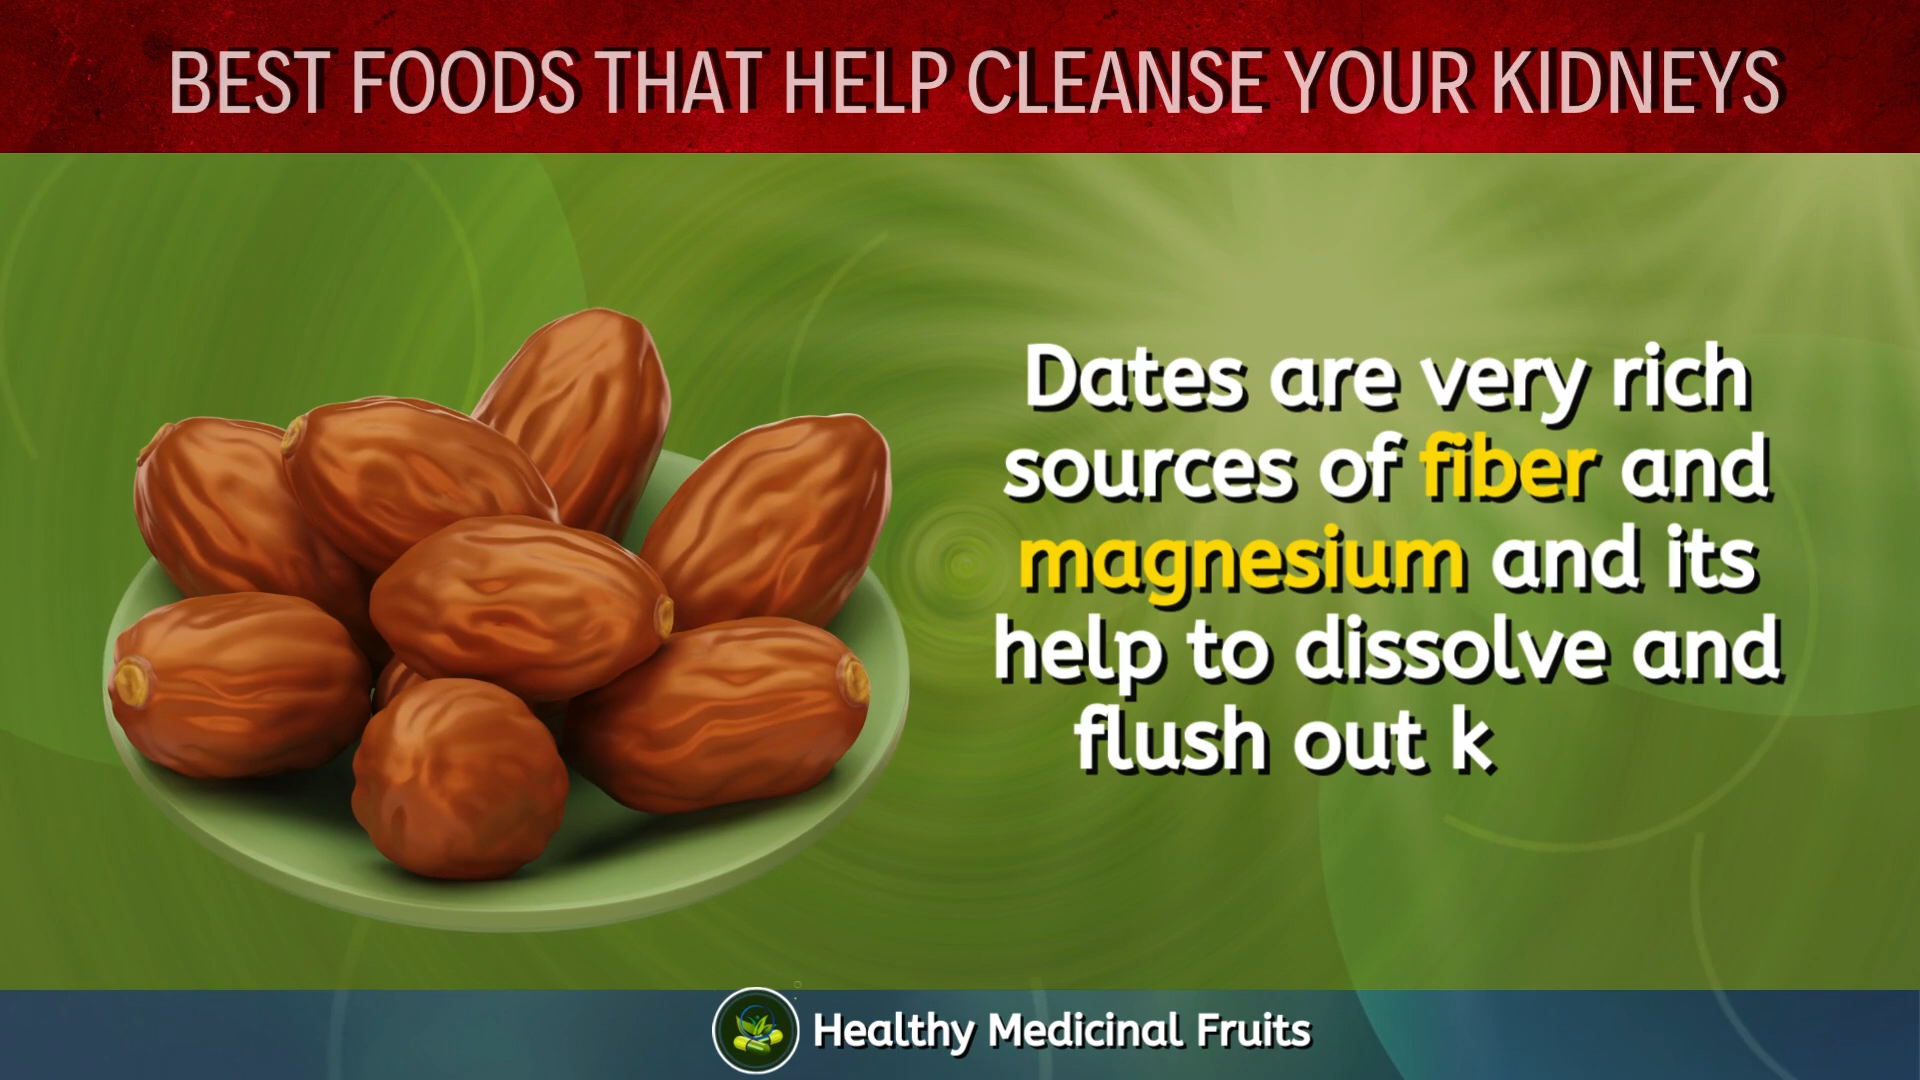 BEST FOODS THAT HELP CLEANSE YOUR KIDNEYS
Dates are very rich
sources of fiber and
magnesium and its
help to dissolve and
flush out k
Healthy Medicinal Fruits